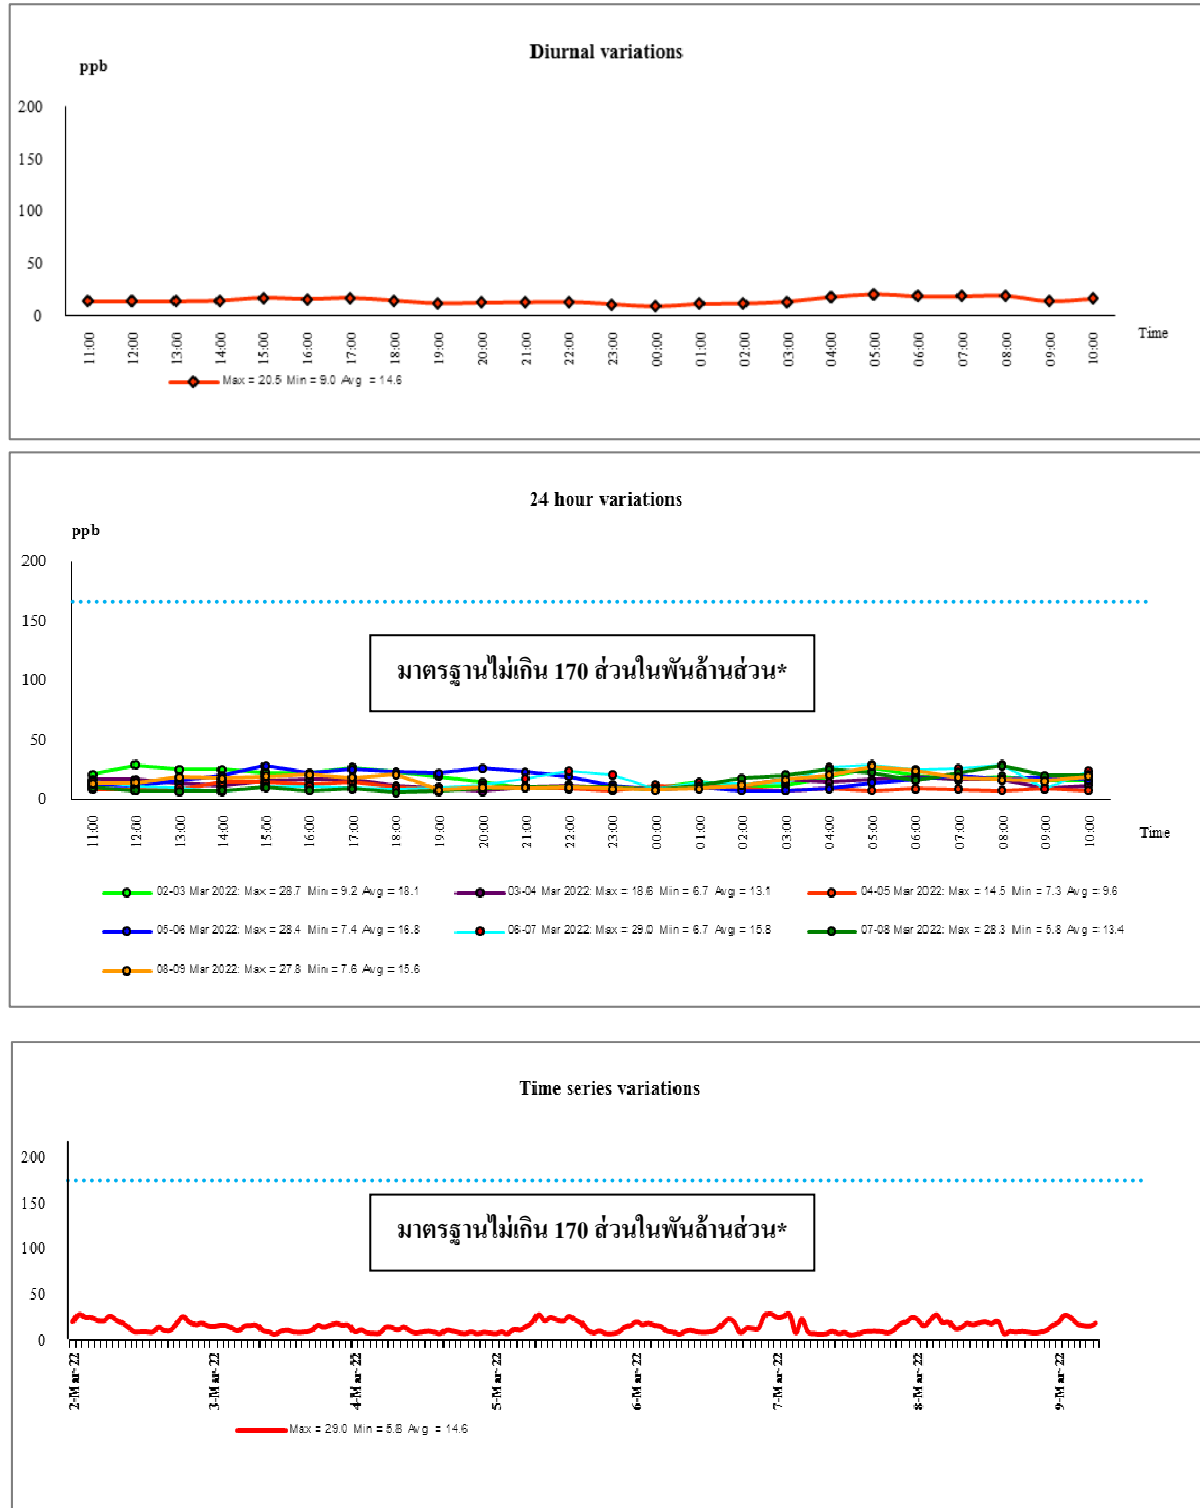 Diurnal variations
ppb
200
150
100
50
0
11:00 12:00 13:00 14:00 15:00 16:00 17:00 18:00 19:00 20:00 21:00 22:00 23:00 00:00 01:00 02:00 03:00 04:00 05:00 06:00 07:00 08:00 09:00 10:00
Time
Max = 20.5 Min = 9.0 Avg = 14.6
24 hour variations
ppb
200
150
มาตรฐานไม่เกิน 170 ส่วนในพันล้านส่วน*
100
50
0
11:00 12:00 13:00 14:00 15:00 16:00 17:00 18:00 19:00 20:00 21:00 22:00 23:00 00:00 01:00 02:00 03:00 04:00 05:00 06:00 07:00 08:00 09:00 10:00
Time
02-03 Mar 2022: Max = 28.7 Min = 9.2 Avg = 18.1
03-04 Mar 2022: Max = 18.6 Min = 6.7 Avg = 13.1
04-05 Mar 2022: Max = 14.5 Min = 7.3 Avg = 9.6
05-06 Mar 2022: Max = 28.4 Min = 7.4 Avg = 16.8
06-07 Mar 2022: Max = 29.0 Min = 6.7 Avg = 15.8
07-08 Mar 2022: Max = 28.3 Min = 5.8 Avg = 13.4
08-09 Mar 2022: Max = 27.8 Min = 7.6 Avg = 15.6
Time series variations
200
150
มาตรฐานไม่เกิน 170 ส่วนในพันล้านส่วน*
100
50
0
2-Mar-22 3-Mar-22 4-Mar-22 5-Mar-22 6-Mar-22 7-Mar-22 8-Mar-22 9-Mar-22
Max = 29.0 Min = 5.8 Avg = 14.6